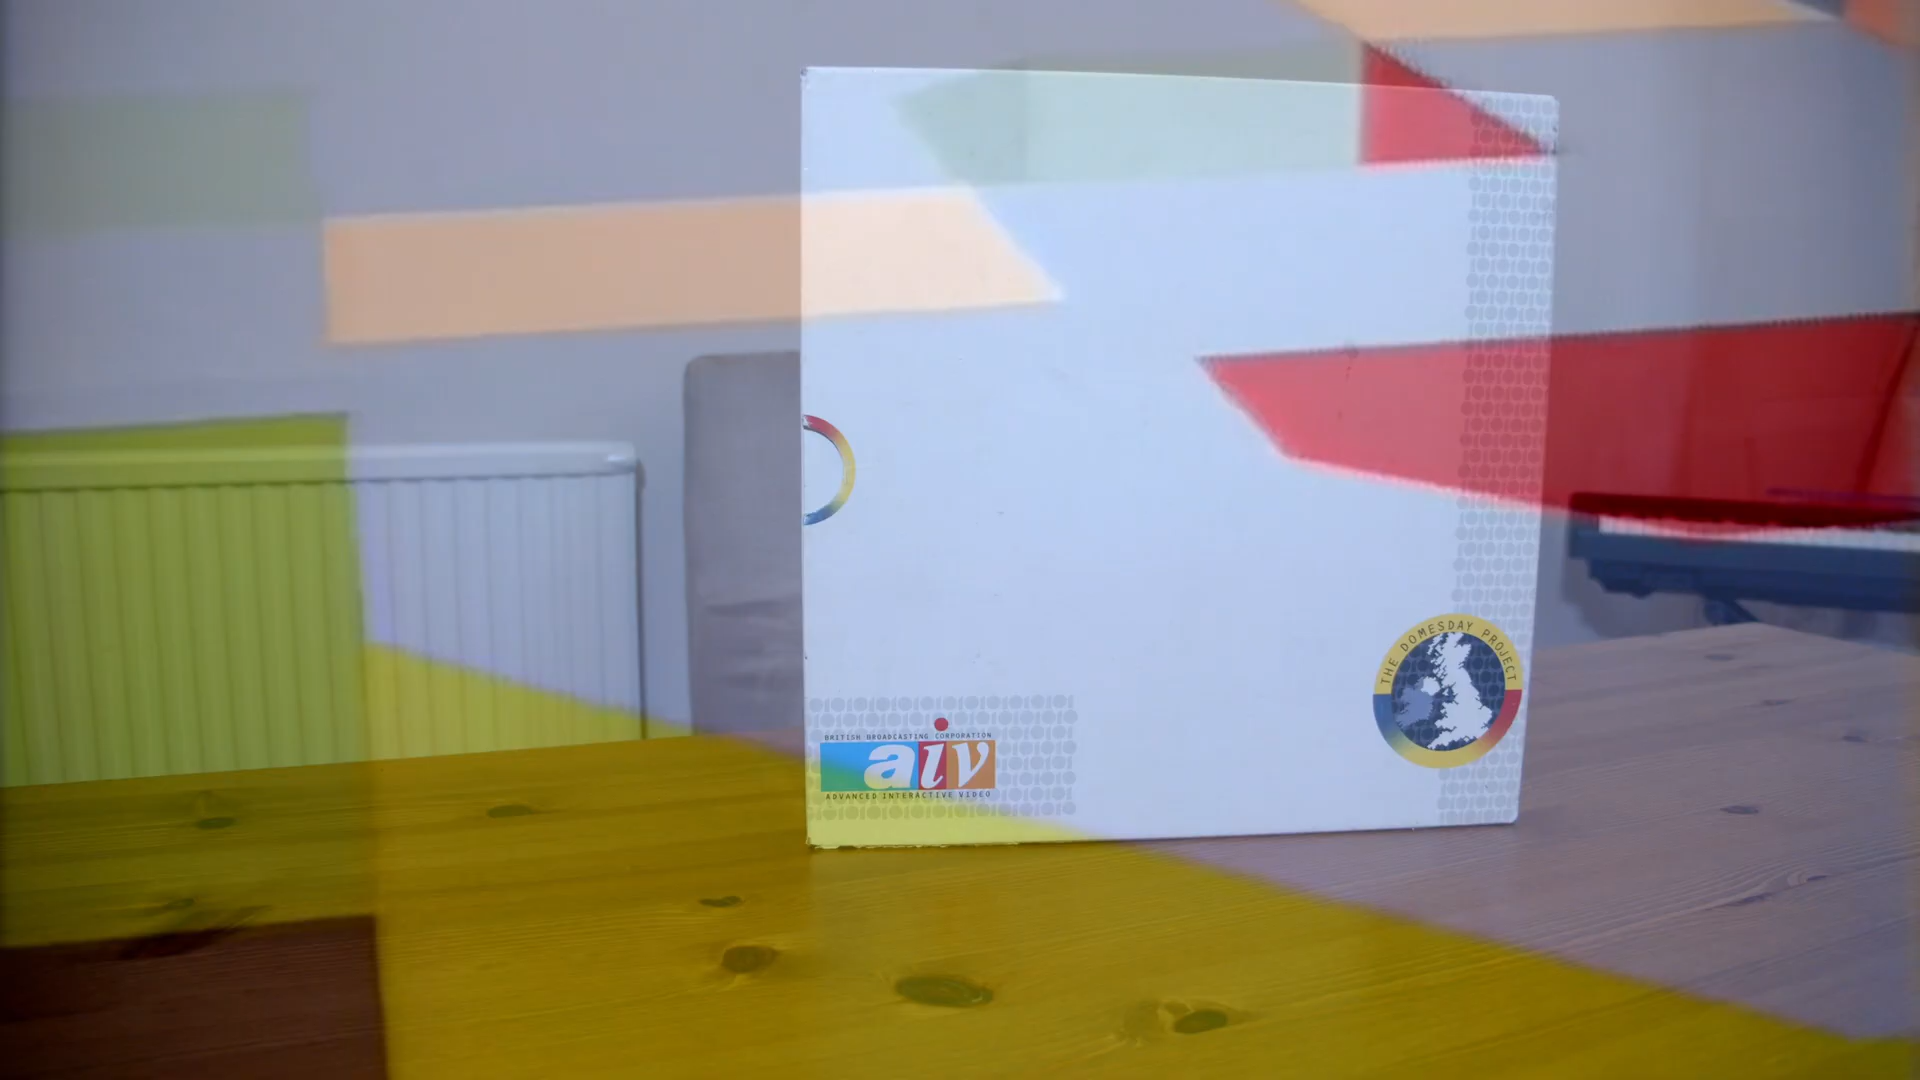 THE DOMESDAY PROJECT
BRITISH BROADCASTING CORPORATION
aiv
ADVANCED INTERACTIVE VIDEO